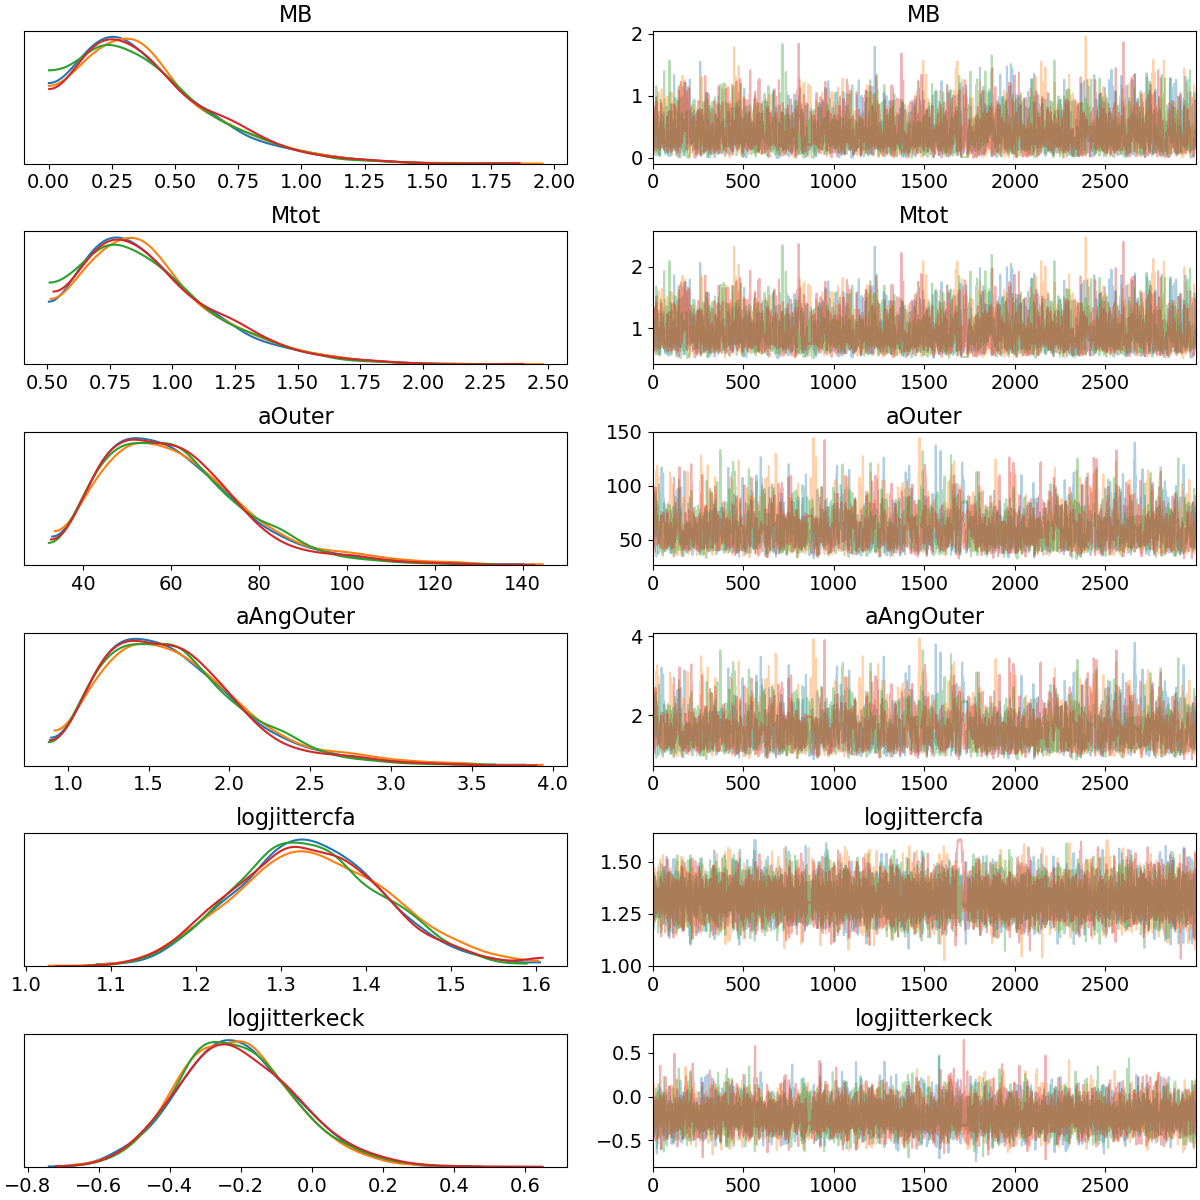 MB MB
2
1
0
0.00 0.25 0.50 0.75 1.00 1.25 1.50 1.75 2.00 0 500 1000 1500 2000 2500
Mtot Mtot
2
1
0.50 0.75 1.00 1.25 1.50 1.75 2.00 2.25 2.50 0 500 1000 1500 2000 2500
aOuter aOuter
150
100
50
40 60 80 100 120 140 0 500 1000 1500 2000 2500
aAngOuter aAngOuter
4
2
1.0 1.5 2.0 2.5 3.0 3.5 4.0 0 500 1000 1500 2000 2500
logjittercfa logjittercfa
1.50
1.25
1.00
1.0 1.1 1.2 1.3 1.4 1.5 1.6 0 500 1000 1500 2000 2500
logjitterkeck logjitterkeck
0.5
0.0
−0.5
−0.8 −0.6 −0.4 −0.2 0.0 0.2 0.4 0.6 0 500 1000 1500 2000 2500